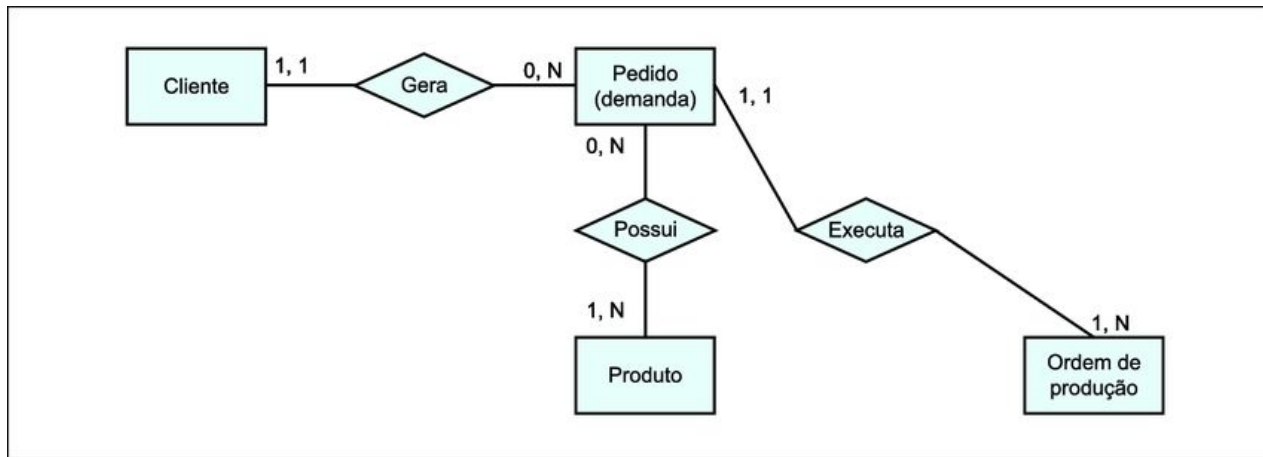 Cliente
1, 1
Gera
0, N
Pedido
(demanda)
1, 1
0, N
Possui
Executa
1, N
Produto
1, N
Ordem de
produção